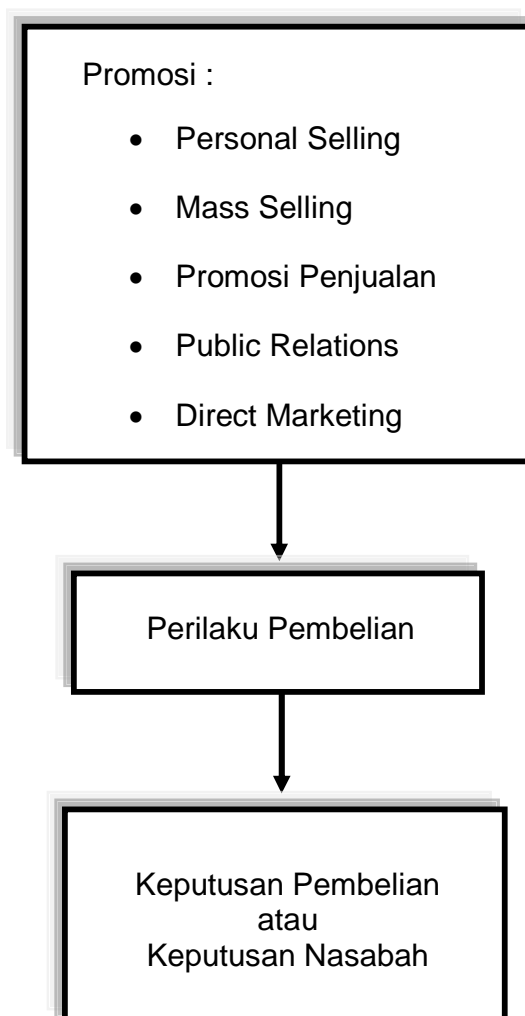 Promosi :
• Personal Selling
• Mass Selling
• Promosi Penjualan
• Public Relations
• Direct Marketing
Perilaku Pembelian
Keputusan Pembelian
atau
Keputusan Nasabah